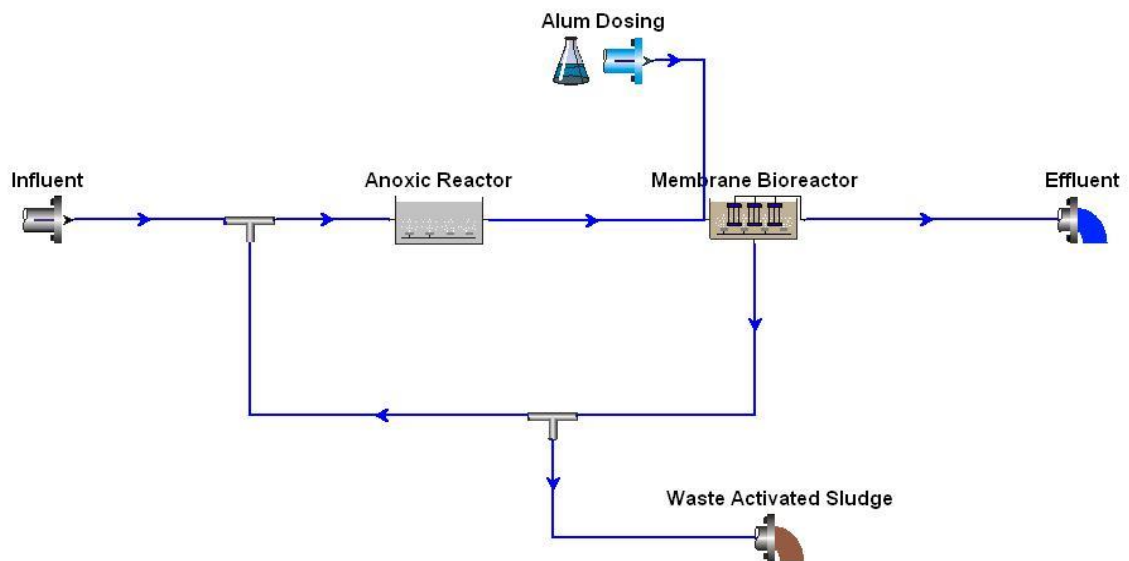 Alum Dosing
Influent
Anoxic Reactor
Membrane Bioreactor
Effluent
Waste Activated Sludge